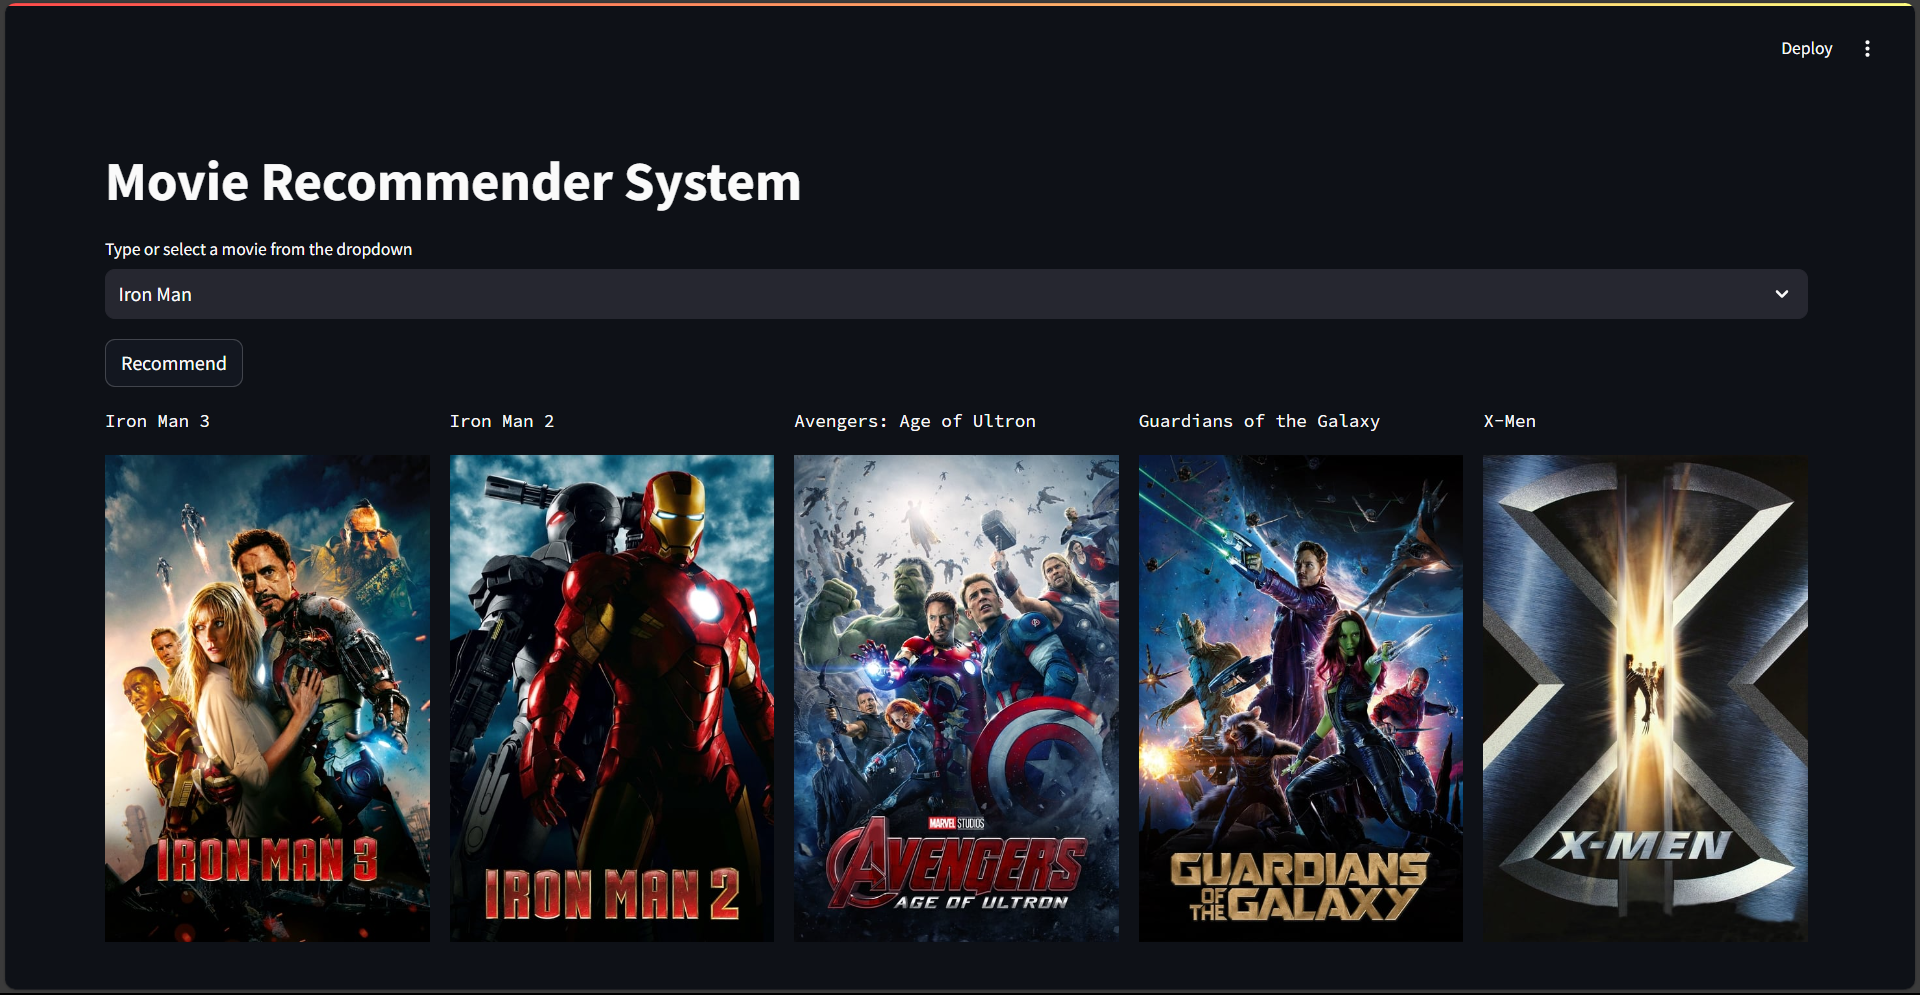 Deploy
Movie Recommender System
Type or select a movie from the dropdown
Iron Man
Recommend
Iron Man 3
Iron Man 2
Avengers: Age of Ultron
Guardians of the Galaxy
X-Men
IRON MAN 3
IRON MAN 2
MARVEL STUDIOS
AVENGERS
AGE OF ULTRON
GUARDIANS
OF THE GALAXY
X-MEN